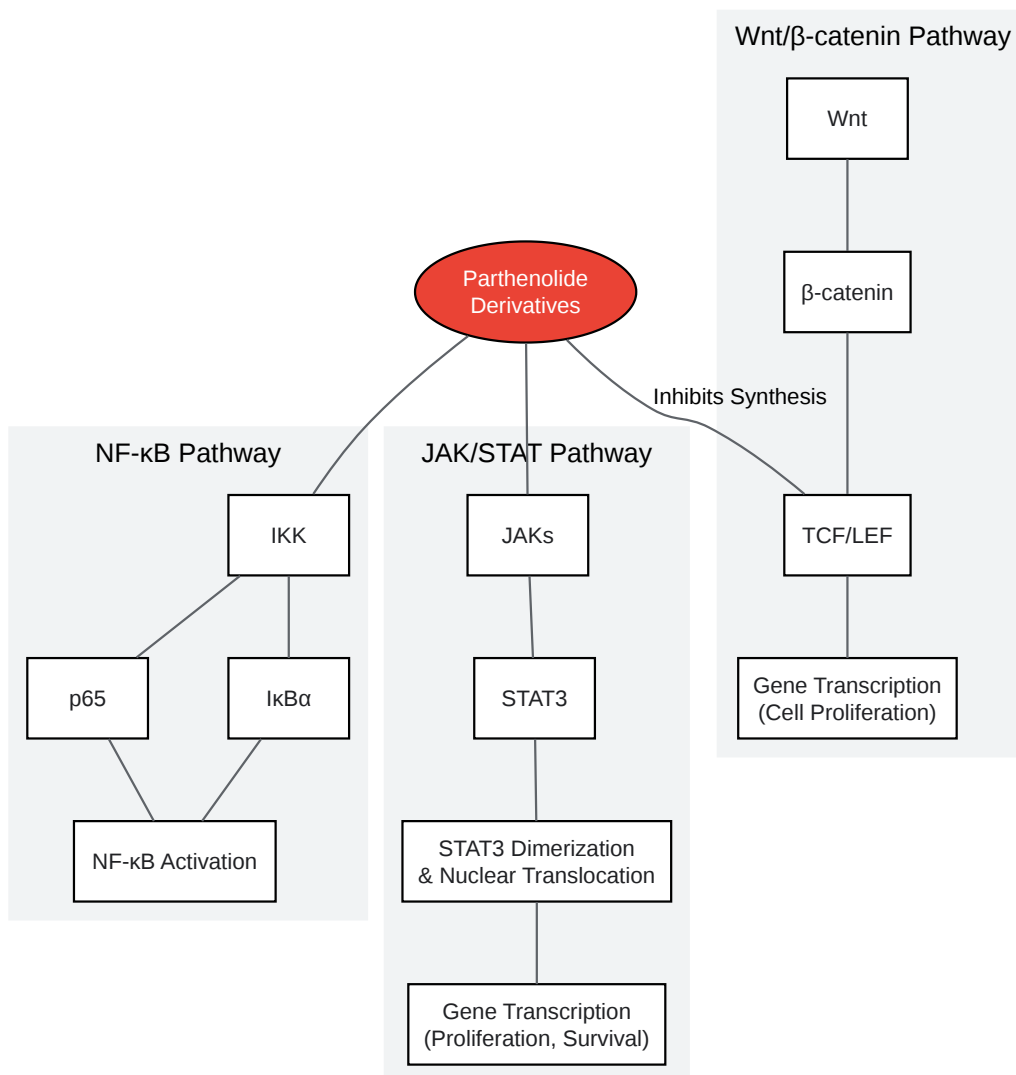 Wnt/β-catenin Pathway
Wnt
β-catenin
Parthenolide
Derivatives
Inhibits Synthesis
NF-κB Pathway
JAK/STAT Pathway
IKK
JAKs
TCF/LEF
p65
IκBα
STAT3
Gene Transcription
(Cell Proliferation)
NF-κB Activation
STAT3 Dimerization
& Nuclear Translocation
Gene Transcription
(Proliferation, Survival)